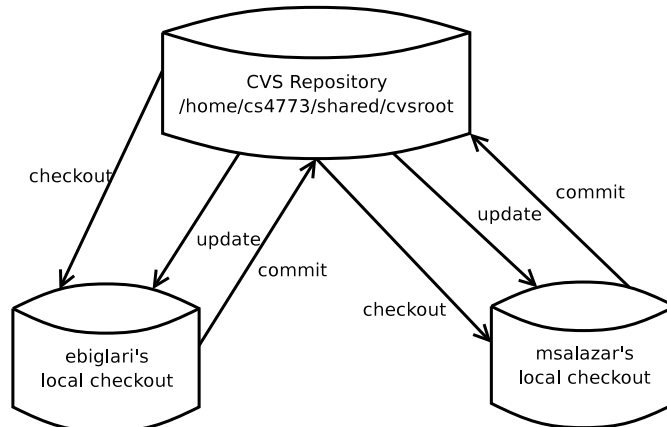 CVS Repository
/home/cs4773/shared/cvsroot
checkout
commit
update
update
commit
checkout
ebiglari's
local checkout
msalazar's
local checkout